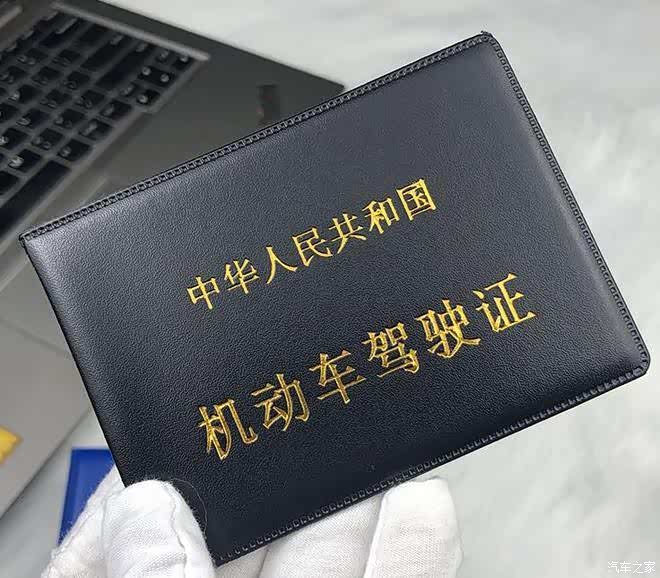 中华人民共和国
机动车驾驶证
汽车之家